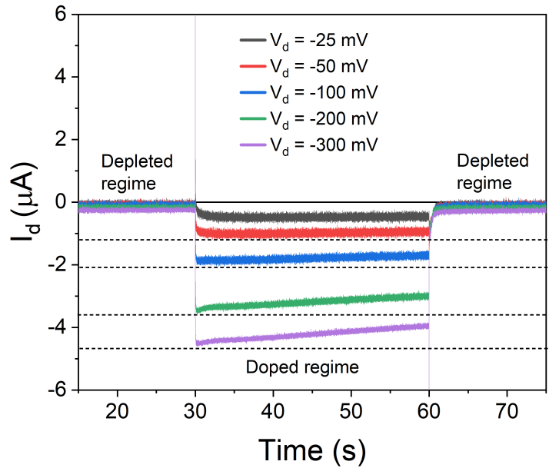 6
4
2
0
-2
-4
-6
I_d (μA)
V_d = -25 mV
V_d = -50 mV
V_d = -100 mV
V_d = -200 mV
V_d = -300 mV
Depleted
regime
Depleted
regime
Doped regime
20 30 40 50 60 70
Time (s)